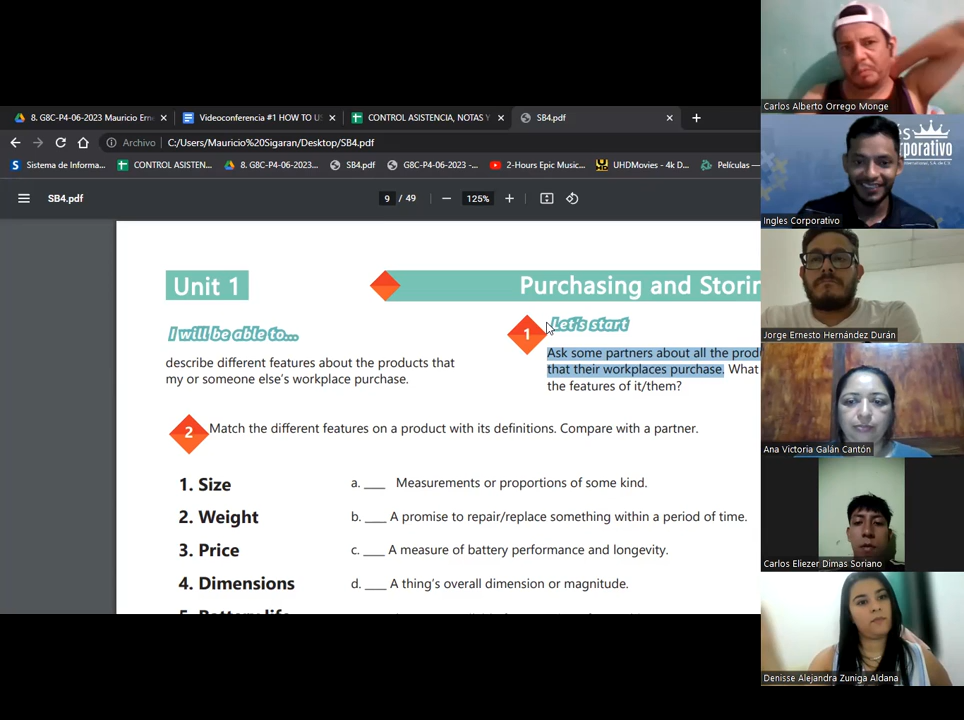 8. G8C-P4-06-2023 Mauricio Ern
Videoconferencia #1 HOW TO U
CONTROL ASISTENCIA, NOTAS Y
SB4.pdf
Archivo
C:/Users/Mauricio%20Sigaran/Desktop/SB4.pdf
Sistema de Informa...
CONTROL ASISTEN...
8. G8C-P4-06-2023...
SB4.pdf
G8C-P4-06-2023 -...
2-Hours Epic Music...
UHDMovies - 4k D...
Películas
SB4.pdf
9 / 49
125%
Unit 1
Purchasing and Storin
I will be able to...
describe different features about the products that
my or someone else's workplace purchase.
1
Let's start
Ask some partners about all the prod
that their workplaces purchase. What
the features of it/them?
2
Match the different features on a product with its definitions. Compare with a partner.
1. Size
a. ___ Measurements or proportions of some kind.
2. Weight
b. ___ A promise to repair/replace something within a period of time.
3. Price
c. ___ A measure of battery performance and longevity.
4. Dimensions
d. ___ A thing's overall dimension or magnitude.
5. Battery life
Carlos Alberto Orrego Monge
és
rporativo
Ingles Corporativo
Jorge Ernesto Hernández Durán
Ana Victoria Galán Cantón
Carlos Eliezer Dimas Soriano
Denisse Alejandra Zuniga Aldana